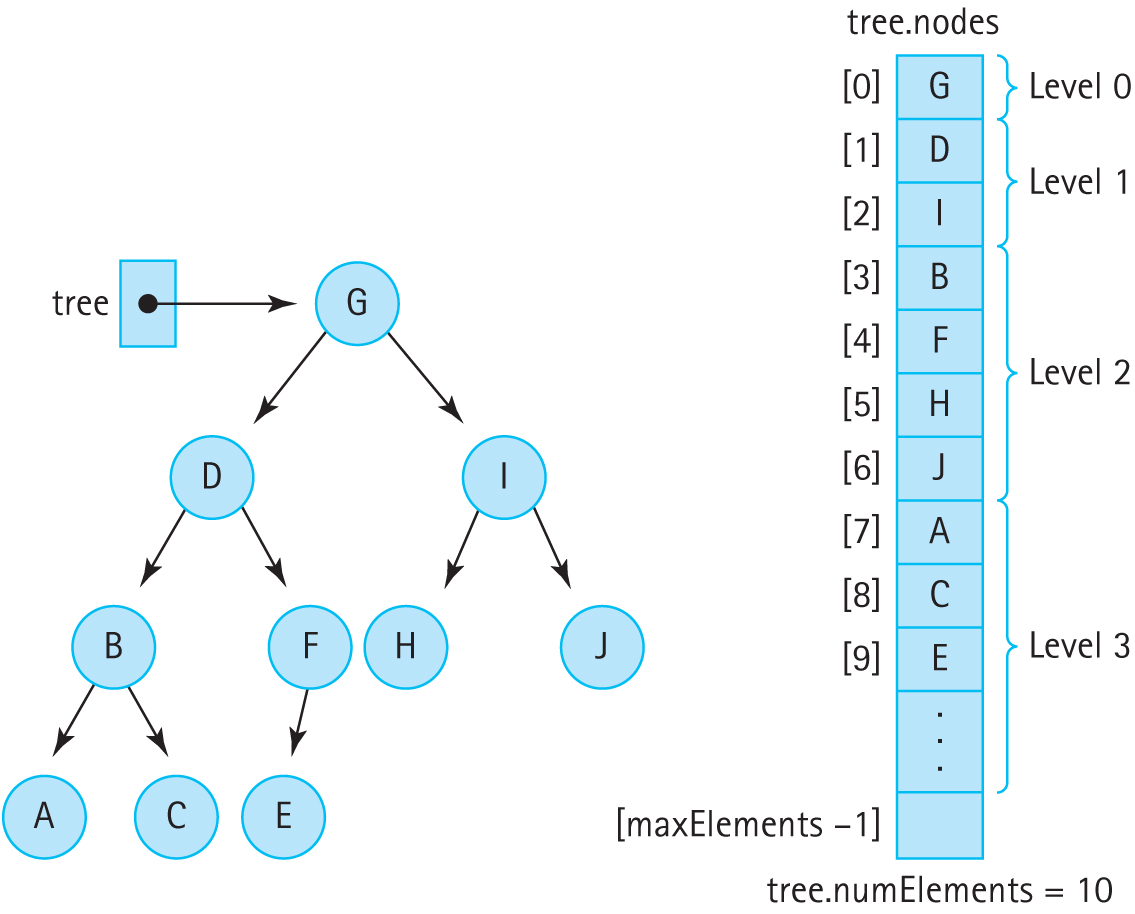 tree.nodes
[0] G Level 0
[1] D
Level 1
[2] I
[3] B
tree G
[4] F
Level 2
[5] H
D I
[6] J
[7] A
[8] C
B F H J
[9] E Level 3
.
.
.
A C E
[maxElements –1]
tree.numElements = 10